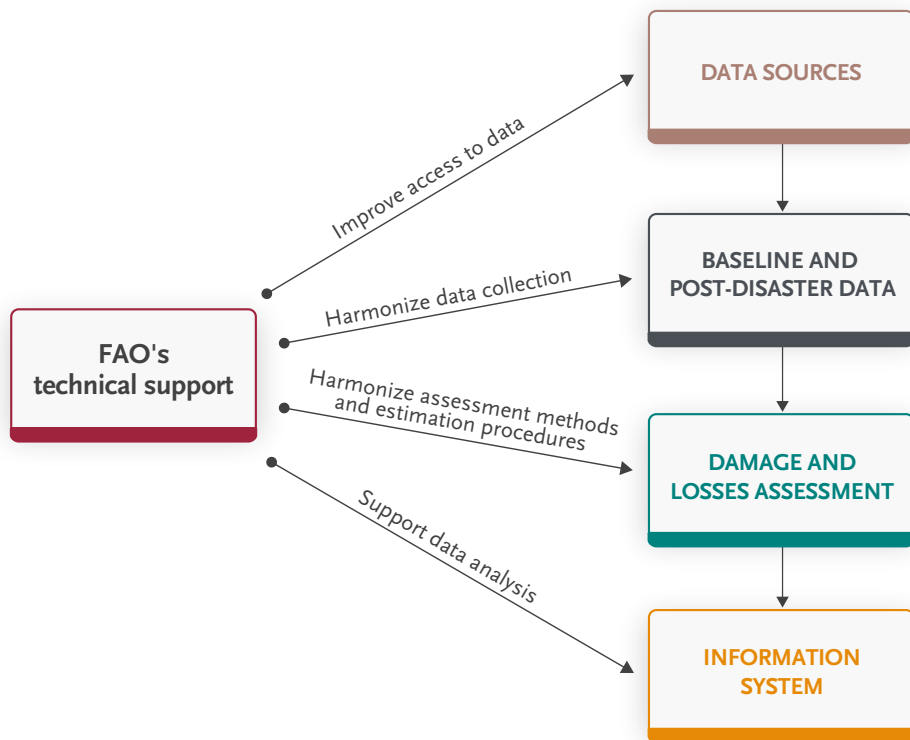 DATA SOURCES
Improve access to data
BASELINE AND
POST-DISASTER DATA
Harmonize data collection
FAO's
technical support
Harmonize assessment methods
and estimation procedures
DAMAGE AND
LOSSES ASSESSMENT
Support data analysis
INFORMATION
SYSTEM